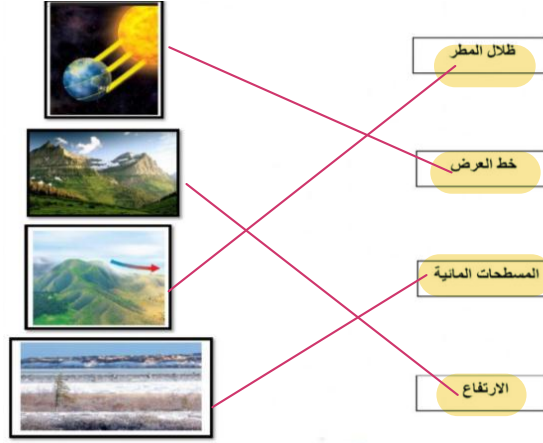 ظلال المطر
خط العرض
المسطحات المائية
الارتفاع